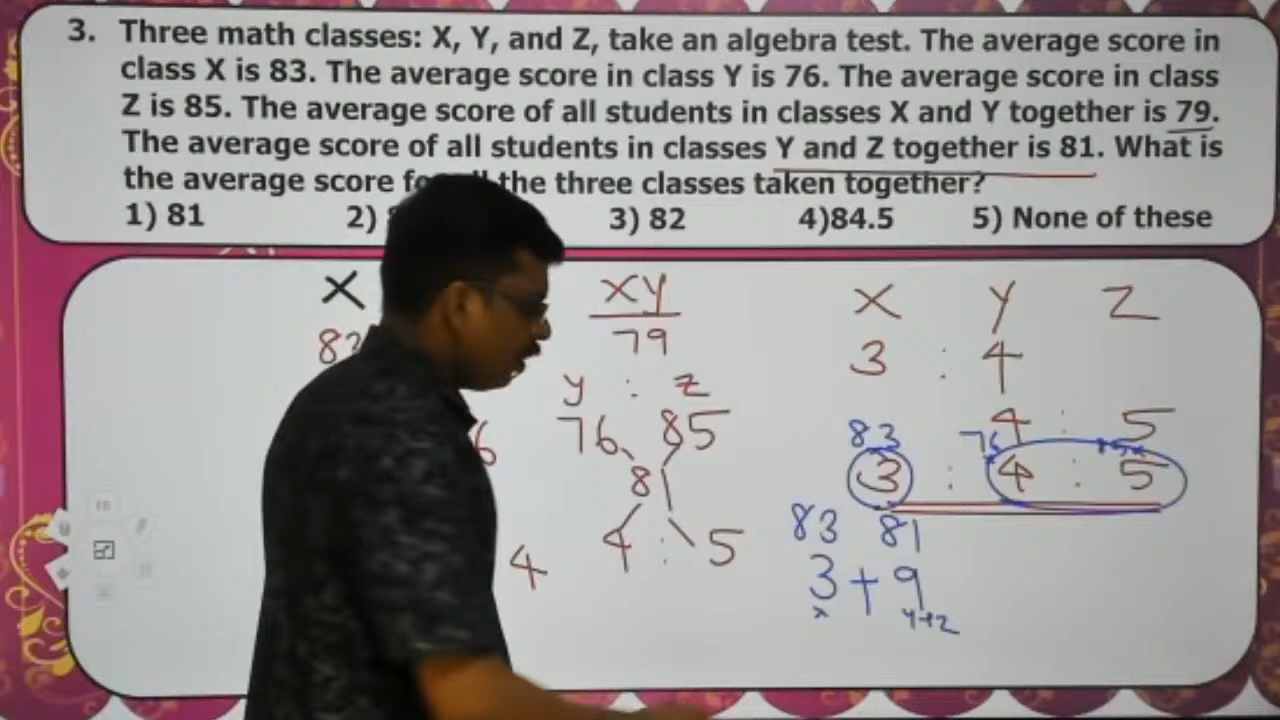 3. Three math classes: X, Y, and Z, take an algebra test. The average score in
class X is 83. The average score in class Y is 76. The average score in class
Z is 85. The average score of all students in classes X and Y together is 79.
The average score of all students in classes Y and Z together is 81. What is
the average score the three classes taken together?
1) 81 2) 3) 82 4)84.5 5) None of these
X XY X Y Z
79
3 : 4
y : z
76 85 4 : 5
83 76
81 3 : 4 : 5
83 81
4 4 : 5 3 + 9
x y+z